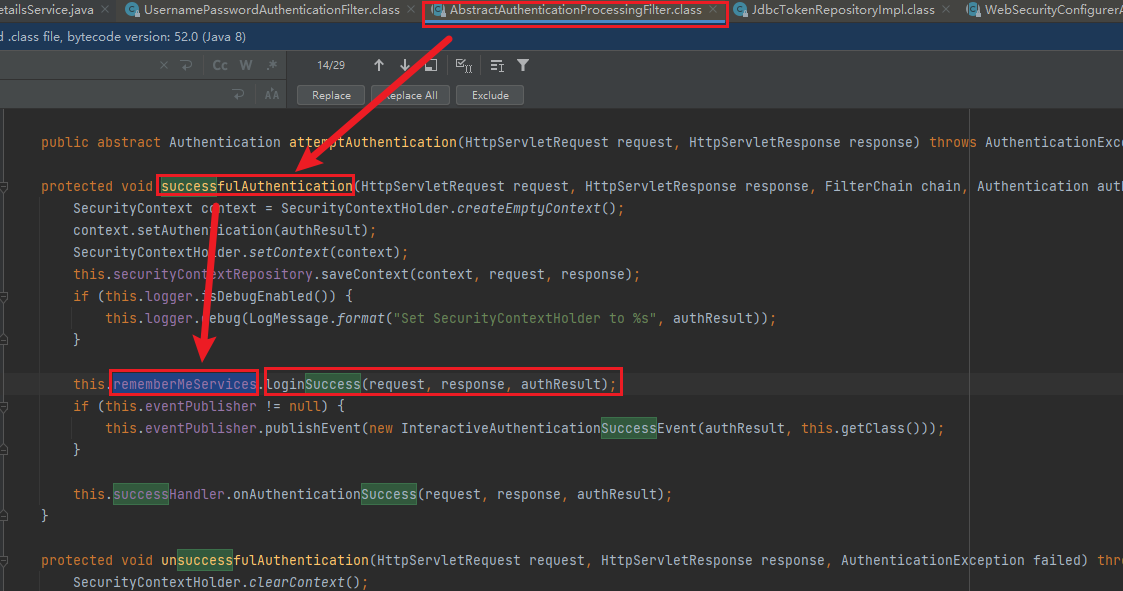 etailsService.java UsernamePasswordAuthenticationFilter.class AbstractAuthenticationProcessingFilter.class JdbcTokenRepositoryImpl.class WebSecurityConfigurerA
d .class file, bytecode version: 52.0 (Java 8)
Cc W .* 14/29
Replace Replace All Exclude
public abstract Authentication attemptAuthentication(HttpServletRequest request, HttpServletResponse response) throws AuthenticationExce
protected void successfulAuthentication(HttpServletRequest request, HttpServletResponse response, FilterChain chain, Authentication auth
SecurityContext context = SecurityContextHolder.createEmptyContext();
context.setAuthentication(authResult);
SecurityContextHolder.setContext(context);
this.securityContextRepository.saveContext(context, request, response);
if (this.logger.isDebugEnabled()) {
this.logger.debug(LogMessage.format("Set SecurityContextHolder to %s", authResult));
}
this.rememberMeServices.loginSuccess(request, response, authResult);
if (this.eventPublisher != null) {
this.eventPublisher.publishEvent(new InteractiveAuthenticationSuccessEvent(authResult, this.getClass()));
}
this.successHandler.onAuthenticationSuccess(request, response, authResult);
}
protected void unsuccessfulAuthentication(HttpServletRequest request, HttpServletResponse response, AuthenticationException failed) thro
SecurityContextHolder.clearContext();